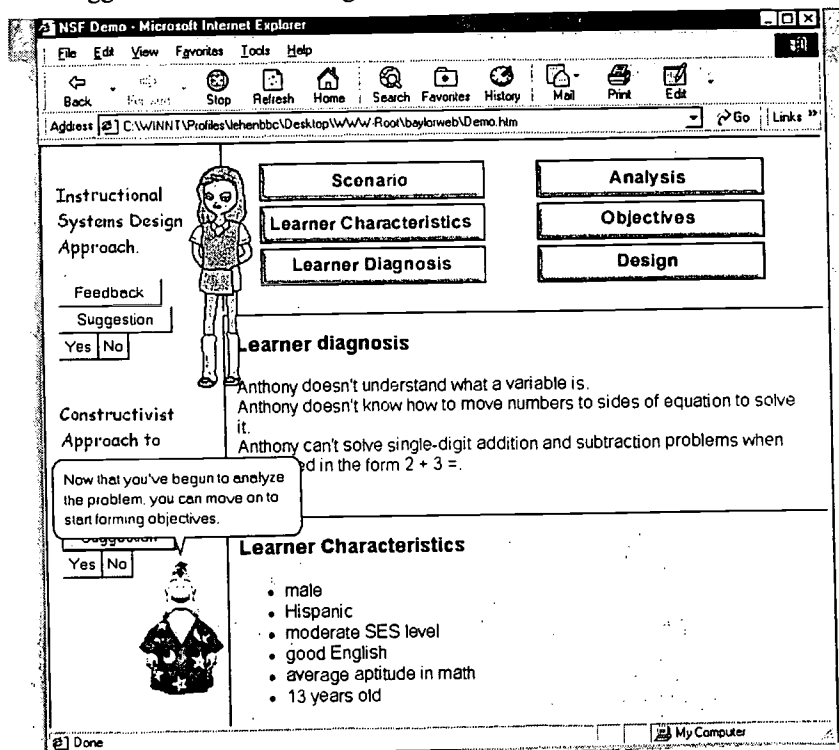 NSF Demo - Microsoft Internet Explorer
File Edit View Favorites Tools Help
Back Forward Stop Refresh Home Search Favorites History Mail Print Edit
Address C:\WINNT\Profiles\lehenbbc\Desktop\WWW-Root\baylorweb\Demo.htm Go Links »
Instructional
Systems Design
Approach.
Feedback
Suggestion
Yes No
Scenario
Learner Characteristics
Learner Diagnosis
Analysis
Objectives
Design
Learner diagnosis
Anthony doesn't understand what a variable is.
Anthony doesn't know how to move numbers to sides of equation to solve
it.
Anthony can't solve single-digit addition and subtraction problems when
ed in the form 2 + 3 =.
Constructivist
Approach to
Now that you've begun to analyze
the problem, you can move on to
start forming objectives.
Suggestion
Yes No
Learner Characteristics
• male
• Hispanic
• moderate SES level
• good English
• average aptitude in math
• 13 years old
Done My Computer